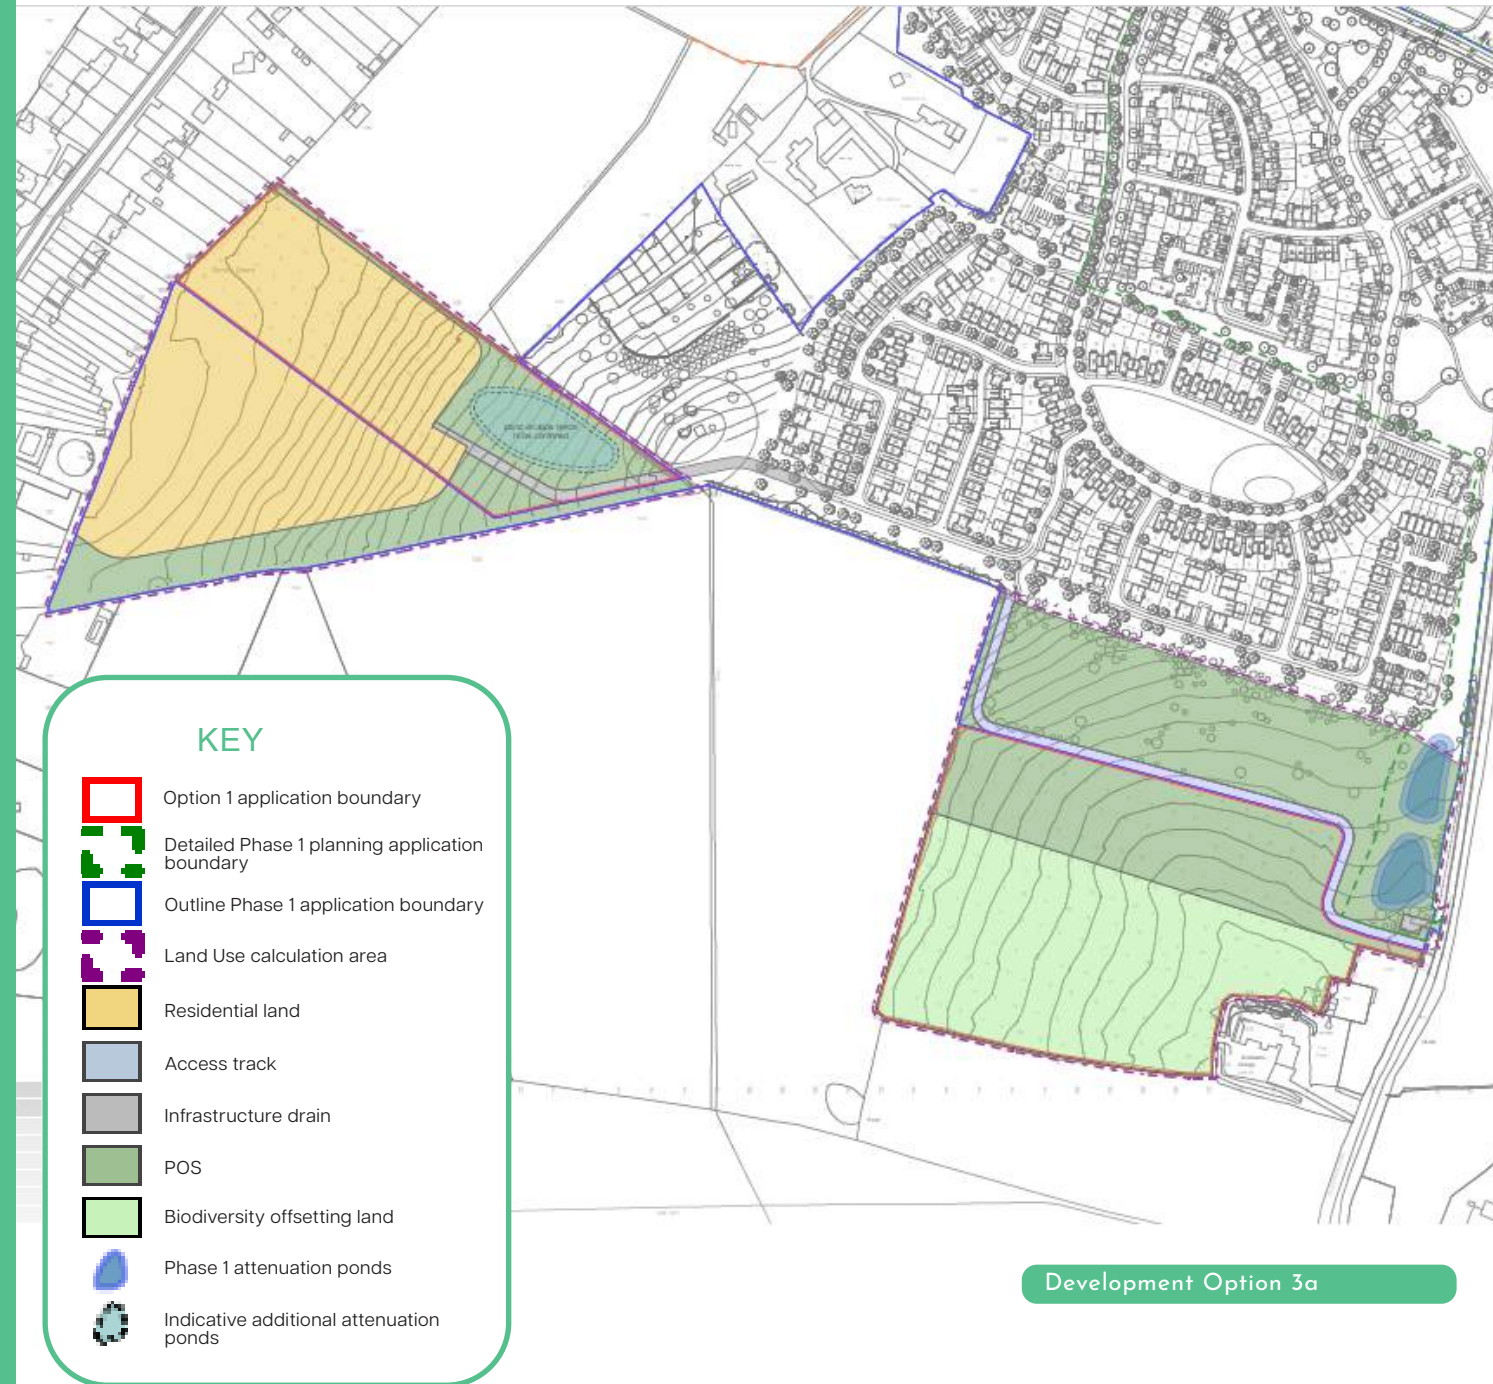 KEY
Option 1 application boundary
Detailed Phase 1 planning application
boundary
Outline Phase 1 application boundary
Land Use calculation area
Residential land
Access track
Infrastructure drain
POS
Biodiversity offsetting land
Phase 1 attenuation ponds
Indicative additional attenuation
ponds
Development Option 3a